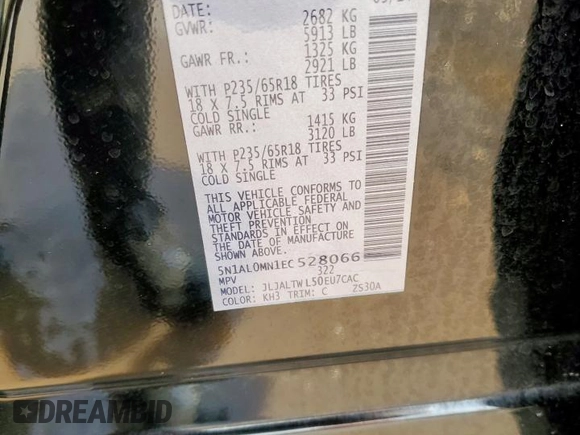 DATE:
GVWR: 2682 KG
5913 LB
GAWR FR.: 1325 KG
2921 LB
WITH P235/65R18 TIRES
18 X 7.5 RIMS AT 33 PSI
COLD SINGLE
GAWR RR.: 1415 KG
3120 LB
WITH P235/65R18 TIRES
18 X 7.5 RIMS AT 33 PSI
COLD SINGLE
THIS VEHICLE CONFORMS TO
ALL APPLICABLE FEDERAL
MOTOR VEHICLE SAFETY AND
THEFT PREVENTION
STANDARDS IN EFFECT ON
THE DATE OF MANUFACTURE
SHOWN ABOVE.
5N1AL0MN1EC528066
MPV 322
MODEL: JLJALTWL50EU7CAC
COLOR: KH3 TRIM: C ZS30A
DREAMBID